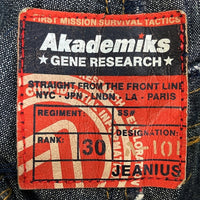 FIRST MISSION SURVIVAL TACTICS
Akademiks
★GENE RESEARCH★
STRAIGHT FROM THE FRONT LINE
NYC - JPN - LNDN - LA - PARIS
REGIMENT: SS#
RANK: 30 DESIGNATION:
JEANIUS